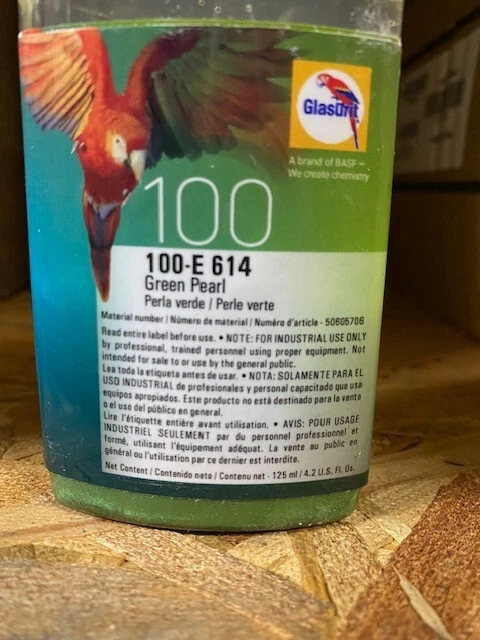 Glasurit
A brand of BASF –
We create chemistry
100
100-E 614
Green Pearl
Perla verde / Perle verte
Material number / Número de material / Numéro d'article - 50605706
Read entire label before use. • NOTE: FOR INDUSTRIAL USE ONLY
by professional, trained personnel using proper equipment. Not
intended for sale to or use by the general public.
Lea toda la etiqueta antes de usar. • NOTA: SOLAMENTE PARA EL
USO INDUSTRIAL de profesionales y personal capacitado que usa
equipos apropiados. Este producto no está destinado para la venta
o el uso del público en general.
Lire l'étiquette entière avant utilisation. • AVIS: POUR USAGE
INDUSTRIEL SEULEMENT par du personnel professionnel et
formé, utilisant l'équipement adéquat. La vente au public en
général ou l'utilisation par ce dernier est interdite.
Net Content / Contenido neto / Contenu net - 125 ml / 4.2 U.S. Fl. Oz.